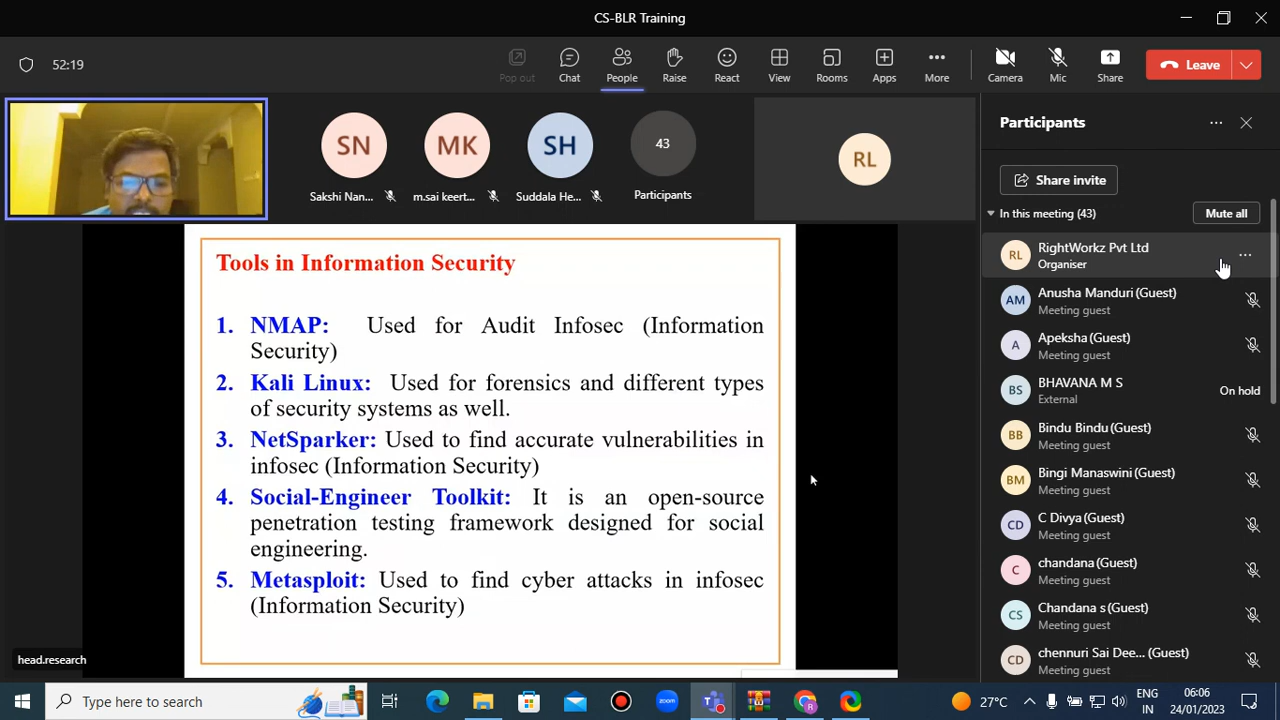 CS-BLR Training
52:19
Pop out
Chat
People
Raise
React
View
Rooms
Apps
More
Camera
Mic
Share
Leave
SN
MK
SH
43
Sakshi Nan...
m.sai keert...
Suddala He...
Participants
RL
Participants
Share invite
In this meeting (43)
Mute all
RL
RightWorkz Pvt Ltd
Organiser
AM
Anusha Manduri (Guest)
Meeting guest
A
Apeksha (Guest)
Meeting guest
BS
BHAVANA M S
External
On hold
BB
Bindu Bindu (Guest)
Meeting guest
BM
Bingi Manaswini (Guest)
Meeting guest
CD
C Divya (Guest)
Meeting guest
C
chandana (Guest)
Meeting guest
CS
Chandana s (Guest)
Meeting guest
CD
chennuri Sai Dee... (Guest)
Meeting guest
Tools in Information Security
1. NMAP: Used for Audit Infosec (Information
Security)
2. Kali Linux: Used for forensics and different types
of security systems as well.
3. NetSparker: Used to find accurate vulnerabilities in
infosec (Information Security)
4. Social-Engineer Toolkit: It is an open-source
penetration testing framework designed for social
engineering.
5. Metasploit: Used to find cyber attacks in infosec
(Information Security)
head.research
Type here to search
zoom
27°C
ENG
IN
06:06
24/01/2023